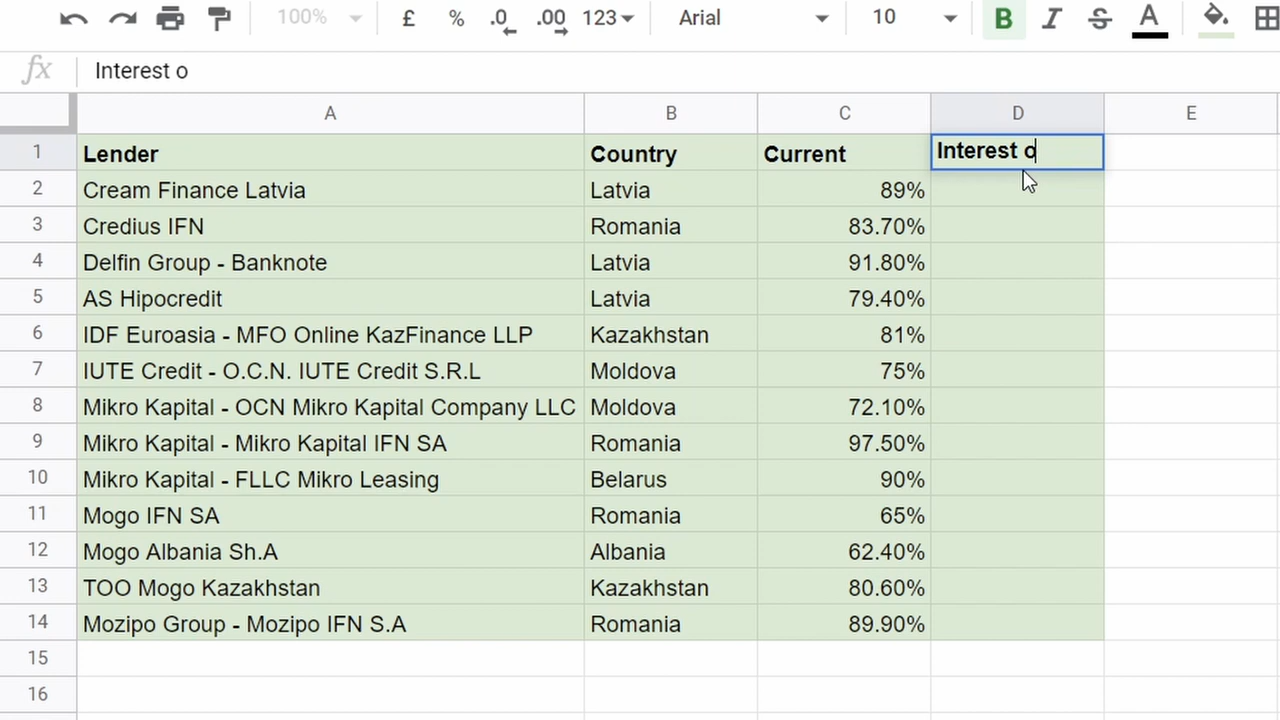 100% £ % .0 .00 123 Arial 10 B I S A
fx Interest o
A B C D E
1 Lender Country Current Interest o
2 Cream Finance Latvia Latvia 89%
3 Credius IFN Romania 83.70%
4 Delfin Group - Banknote Latvia 91.80%
5 AS Hipocredit Latvia 79.40%
6 IDF Euroasia - MFO Online KazFinance LLP Kazakhstan 81%
7 IUTE Credit - O.C.N. IUTE Credit S.R.L Moldova 75%
8 Mikro Kapital - OCN Mikro Kapital Company LLC Moldova 72.10%
9 Mikro Kapital - Mikro Kapital IFN SA Romania 97.50%
10 Mikro Kapital - FLLC Mikro Leasing Belarus 90%
11 Mogo IFN SA Romania 65%
12 Mogo Albania Sh.A Albania 62.40%
13 TOO Mogo Kazakhstan Kazakhstan 80.60%
14 Mozipo Group - Mozipo IFN S.A Romania 89.90%
15
16